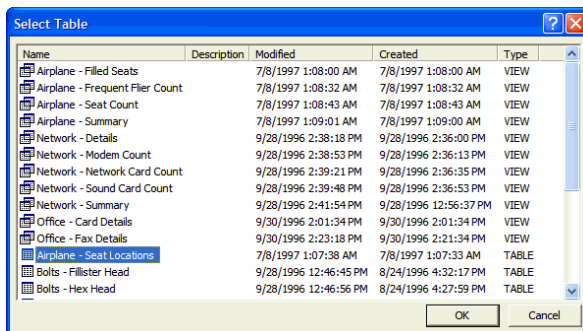 Select Table
Name Description Modified Created Type
Airplane - Filled Seats 7/8/1997 1:08:00 AM 7/8/1997 1:08:00 AM VIEW
Airplane - Frequent Flier Count 7/8/1997 1:08:32 AM 7/8/1997 1:08:32 AM VIEW
Airplane - Seat Count 7/8/1997 1:08:43 AM 7/8/1997 1:08:43 AM VIEW
Airplane - Summary 7/8/1997 1:09:01 AM 7/8/1997 1:09:00 AM VIEW
Network - Details 9/28/1996 2:38:18 PM 9/28/1996 2:36:00 PM VIEW
Network - Modem Count 9/28/1996 2:38:53 PM 9/28/1996 2:36:13 PM VIEW
Network - Network Card Count 9/28/1996 2:39:21 PM 9/28/1996 2:36:35 PM VIEW
Network - Sound Card Count 9/28/1996 2:39:48 PM 9/28/1996 2:36:53 PM VIEW
Network - Summary 9/28/1996 2:41:54 PM 9/28/1996 12:56:37 PM VIEW
Office - Card Details 9/30/1996 2:01:34 PM 9/30/1996 2:01:34 PM VIEW
Office - Fax Details 9/30/1996 2:23:18 PM 9/30/1996 2:21:34 PM VIEW
Airplane - Seat Locations 7/8/1997 1:07:38 AM 7/8/1997 1:07:33 AM TABLE
Bolts - Fillister Head 9/28/1996 12:46:45 PM 8/24/1996 4:32:17 PM TABLE
Bolts - Hex Head 9/28/1996 12:46:56 PM 8/24/1996 4:27:59 PM TABLE
OK Cancel